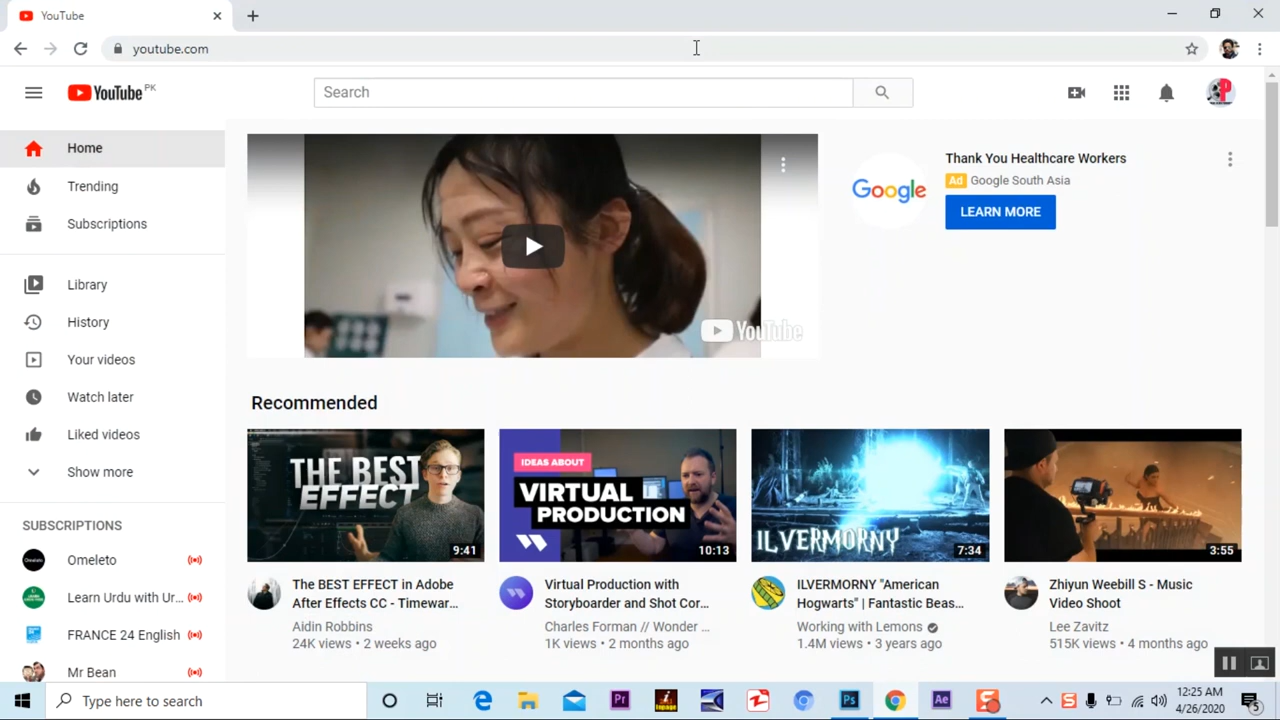 YouTube
youtube.com
YouTube PK
Search
Home
Trending
Subscriptions
Library
History
Your videos
Watch later
Liked videos
Show more
SUBSCRIPTIONS
Omeleto
Learn Urdu with Ur...
FRANCE 24 English
Mr Bean
YouTube
Google
Thank You Healthcare Workers
Ad Google South Asia
LEARN MORE
Recommended
THE BEST
EFFECT
9:41
The BEST EFFECT in Adobe
After Effects CC - Timewar...
Aidin Robbins
24K views • 2 weeks ago
IDEAS ABOUT
VIRTUAL
PRODUCTION
10:13
Virtual Production with
Storyboarder and Shot Cor...
Charles Forman // Wonder ...
1K views • 2 months ago
ILVERMORNY
7:34
ILVERMORNY "American
Hogwarts" | Fantastic Beas...
Working with Lemons
1.4M views • 3 years ago
3:55
Zhiyun Weebill S - Music
Video Shoot
Lee Zavitz
515K views • 4 months ago
Type here to search
Pr
Ps
Ae
12:25 AM
4/26/2020
5